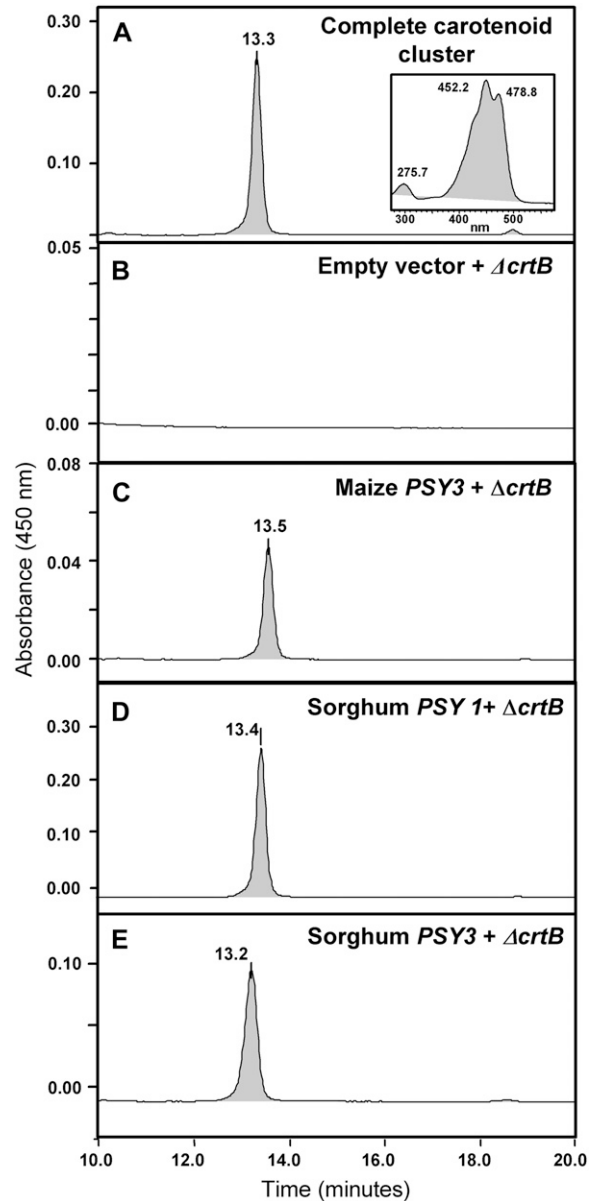 A
0.30
0.20
0.10
13.3
Complete carotenoid
cluster
452.2
478.8
275.7
300
400
500
nm
B
0.05
0.00
Empty vector + ΔcrtB
C
0.08
0.04
0.00
Maize PSY3 + ΔcrtB
13.5
D
0.30
0.20
0.10
0.00
Sorghum PSY 1+ ΔcrtB
13.4
E
0.10
0.00
Sorghum PSY3 + ΔcrtB
13.2
Absorbance (450 nm)
10.0 12.0 14.0 16.0 18.0 20.0
Time (minutes)